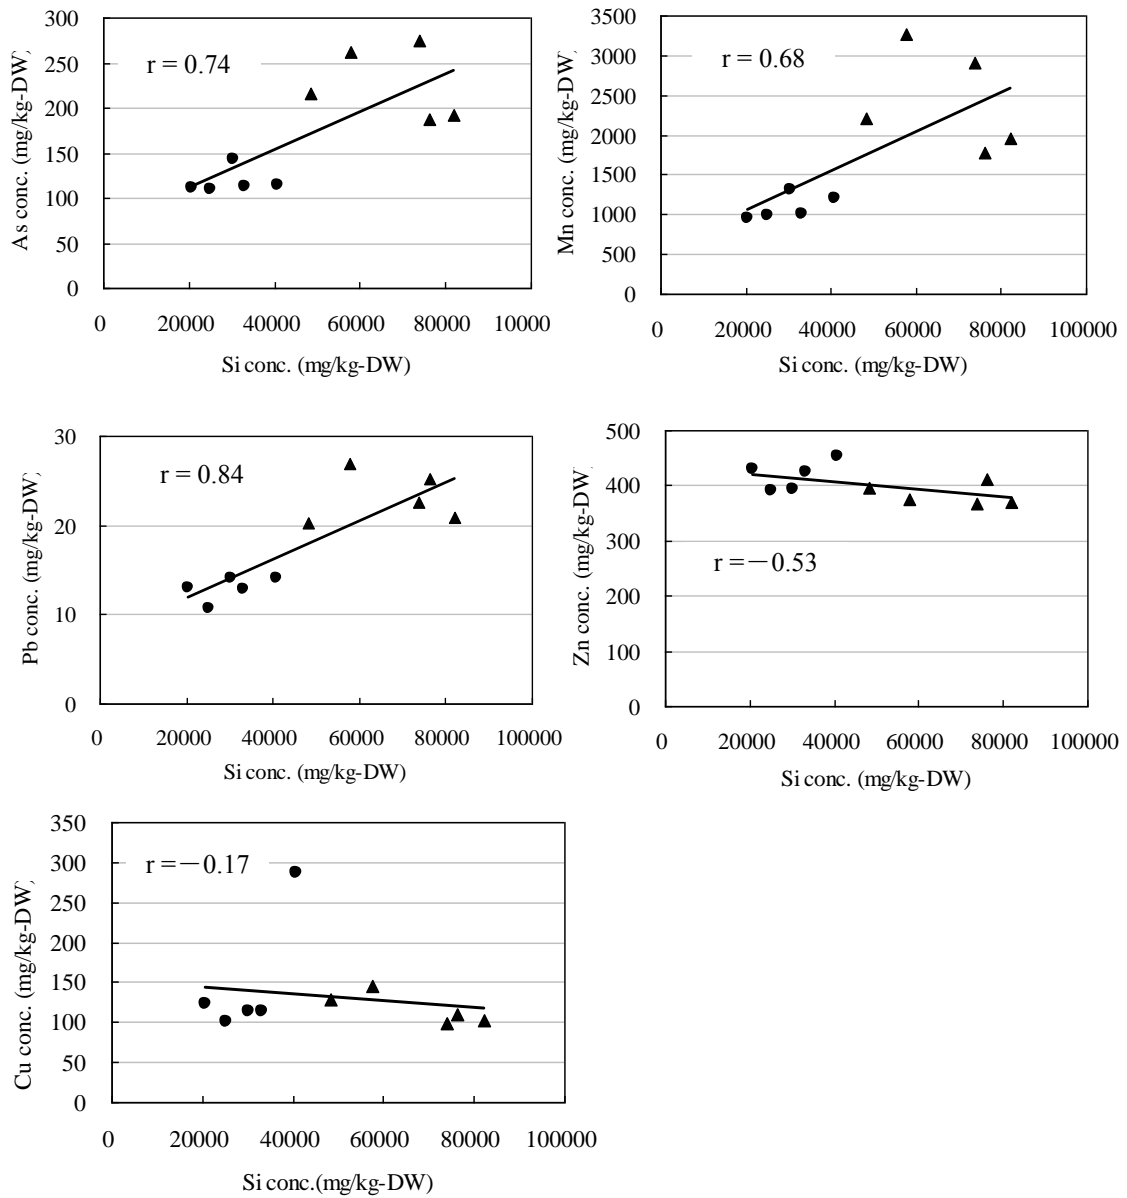 300
250
200
150
100
50
0
r = 0.74
As conc. (mg/kg-DW)
0 20000 40000 60000 80000 10000
Si conc. (mg/kg-DW)
3500
3000
2500
2000
1500
1000
500
0
r = 0.68
Mn conc. (mg/kg-DW)
0 20000 40000 60000 80000 100000
Si conc. (mg/kg-DW)
30
20
10
0
r = 0.84
Pb conc. (mg/kg-DW)
0 20000 40000 60000 80000 100000
Si conc. (mg/kg-DW)
500
400
300
200
100
0
r =−0.53
Zn conc. (mg/kg-DW)
0 20000 40000 60000 80000 100000
Si conc. (mg/kg-DW)
350
300
250
200
150
100
50
0
r =−0.17
Cu conc. (mg/kg-DW)
0 20000 40000 60000 80000 100000
Si conc.(mg/kg-DW)